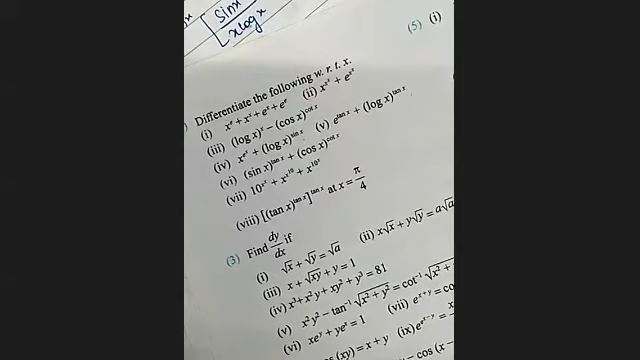 sinx
x log x
(5) (i)
Differentiate the following w. r. t. x.
(i) x^e + x^x + e^x + e^e (ii) x^{x^x} + e^{x^x}
(iii) (log x)^x − (cos x)^{cot x}
(iv) x^{e^x} + (log x)^{sin x} (v) e^{tan x} + (log x)^{tan x}
(vi) (sin x)^{tan x} + (cos x)^{cot x}
(vii) 10^{x^x} + x^{x^{10}} + x^{10^x}
(viii) [(tan x)^{tan x}]^{tan x} at x = π/4
(3) Find dy/dx if
(i) √x + √y = √a (ii) x√x + y√y = a√a
(iii) x + √xy + y = 1
(iv) x³ + x²y + xy² + y³ = 81
(v) x²y² − tan⁻¹ √x² + y² = cot⁻¹ √x² +
(vi) xe^y + ye^x = 1 (vii) e^{x + y} = co
(xy) = x + y (ix) e^{e^{x − y}} = x
− cos (x −